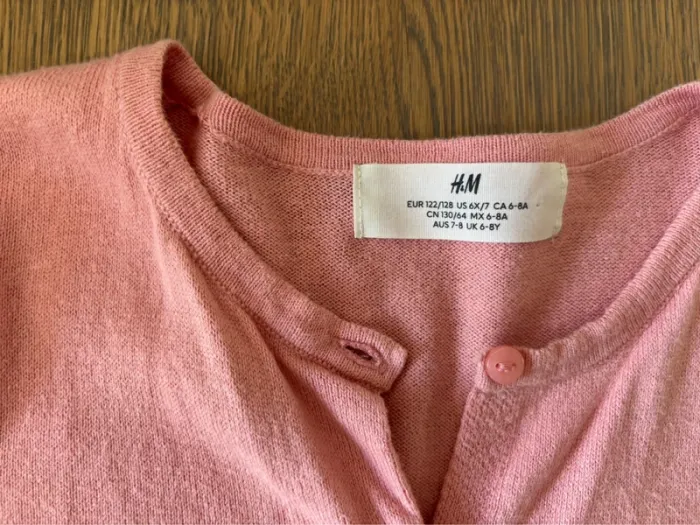 H&M
EUR 122/128 US 6X/7 CA 6-8A
CN 130/64 MX 6-8A
AUS 7-8 UK 6-8Y